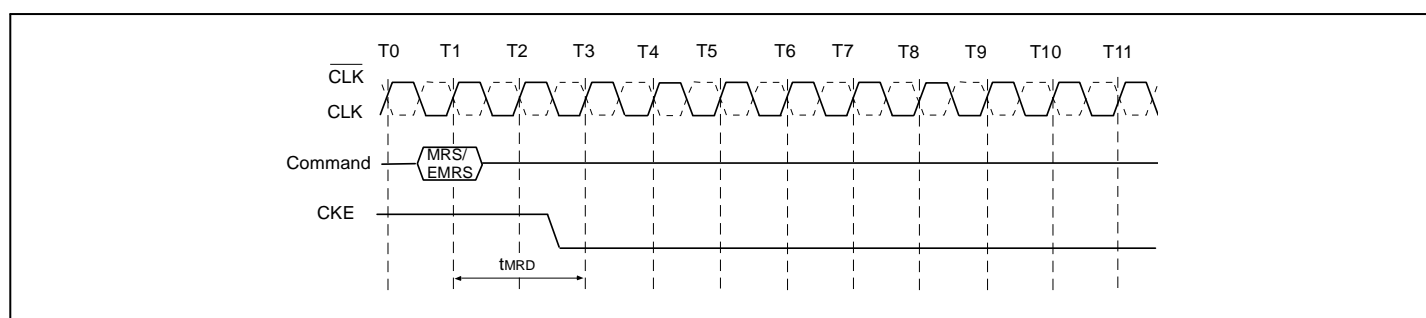 T0 T1 T2 T3 T4 T5 T6 T7 T8 T9 T10 T11
CLK
CLK
Command
MRS/
EMRS
CKE
tMRD